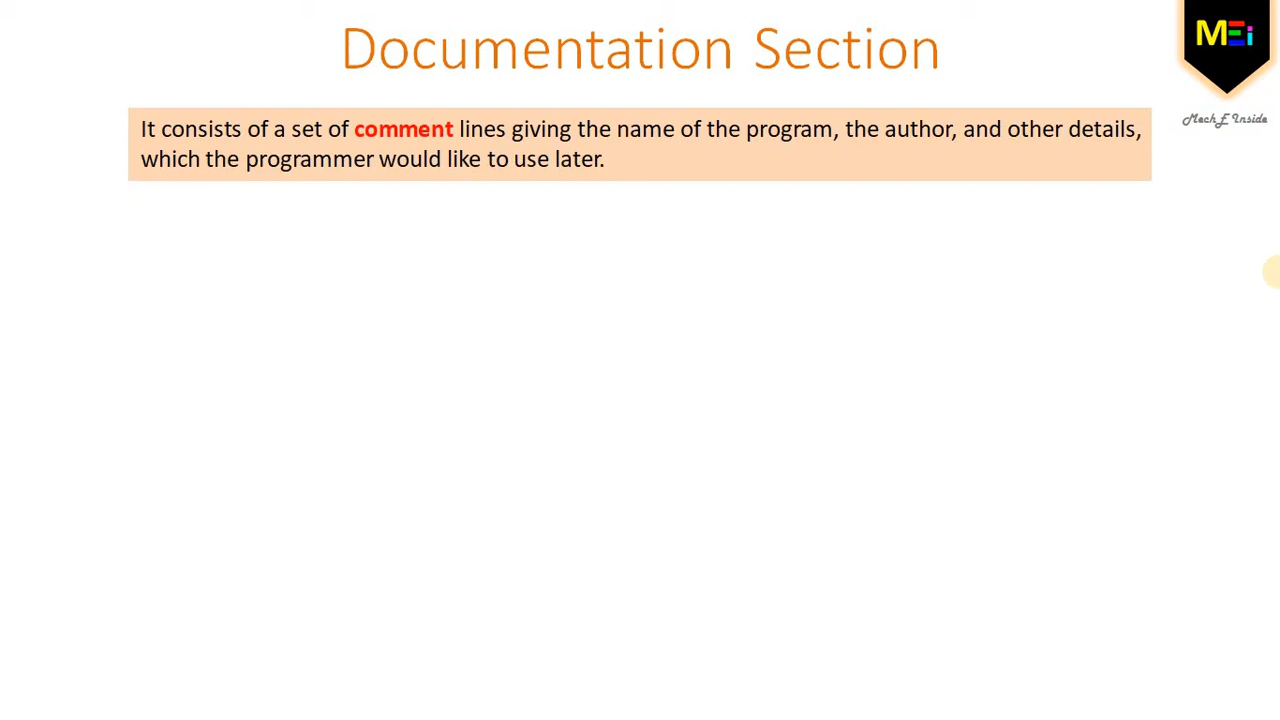 Documentation Section
MEi
MechE Inside
It consists of a set of comment lines giving the name of the program, the author, and other details,
which the programmer would like to use later.